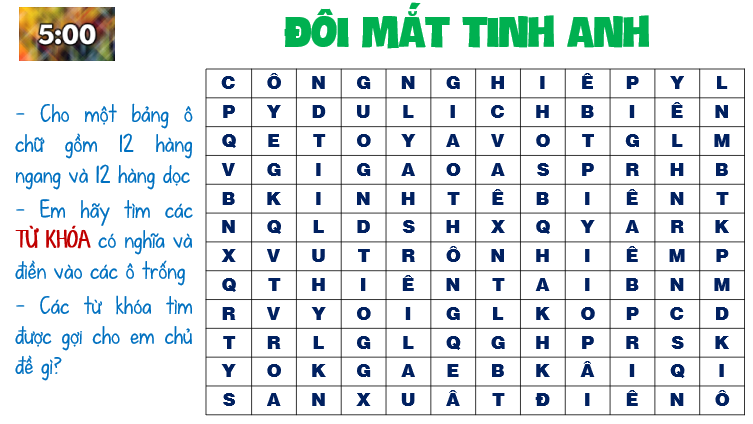 5:00
ĐÔI MẮT TINH ANH
– Cho một bảng ô
chữ gồm 12 hàng
ngang và 12 hàng dọc
– Em hãy tìm các
TỪ KHÓA có nghĩa và
điền vào các ô trống
– Các từ khóa tìm
được gợi cho em chủ
đề gì?
C Ô N G N G H I Ê P Y L
P Y D U L I C H B I Ê N
Q E T O Y A V O T G L M
V G I G A O A S P R H B
B K I N H T Ê B I Ê N T
N Q L D S H X Q Y A R K
X V U T R Ô N H I Ê M P
Q T H I Ê N T A I B N M
R V Y O I G L K O P C D
T R L G L Q G H P R S K
Y O K G A E B K Â I Q I
S A N X U Â T Đ I Ê N Ô